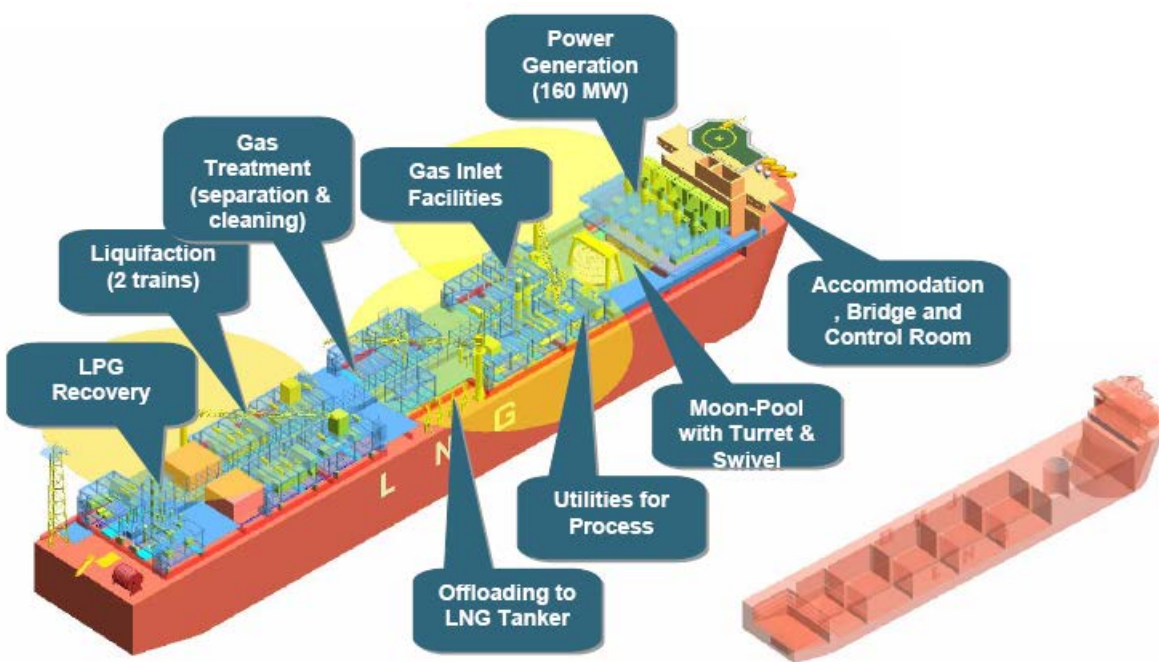 Power
Generation
(160 MW)
Gas
Treatment
(separation &
cleaning)
Gas Inlet
Facilities
Liquifaction
(2 trains)
Accommodation
, Bridge and
Control Room
LPG
Recovery
Moon-Pool
with Turret &
Swivel
Utilities for
Process
Offloading to
LNG Tanker
L N G